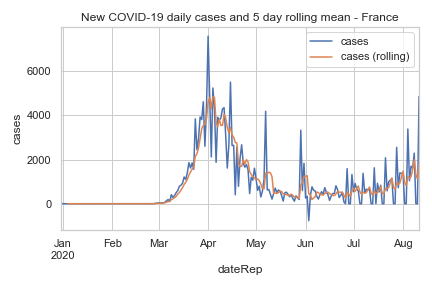 New COVID-19 daily cases and 5 day rolling mean - France
cases
cases (rolling)
6000
4000
2000
0
cases
Jan Feb Mar Apr May Jun Jul Aug
2020
dateRep